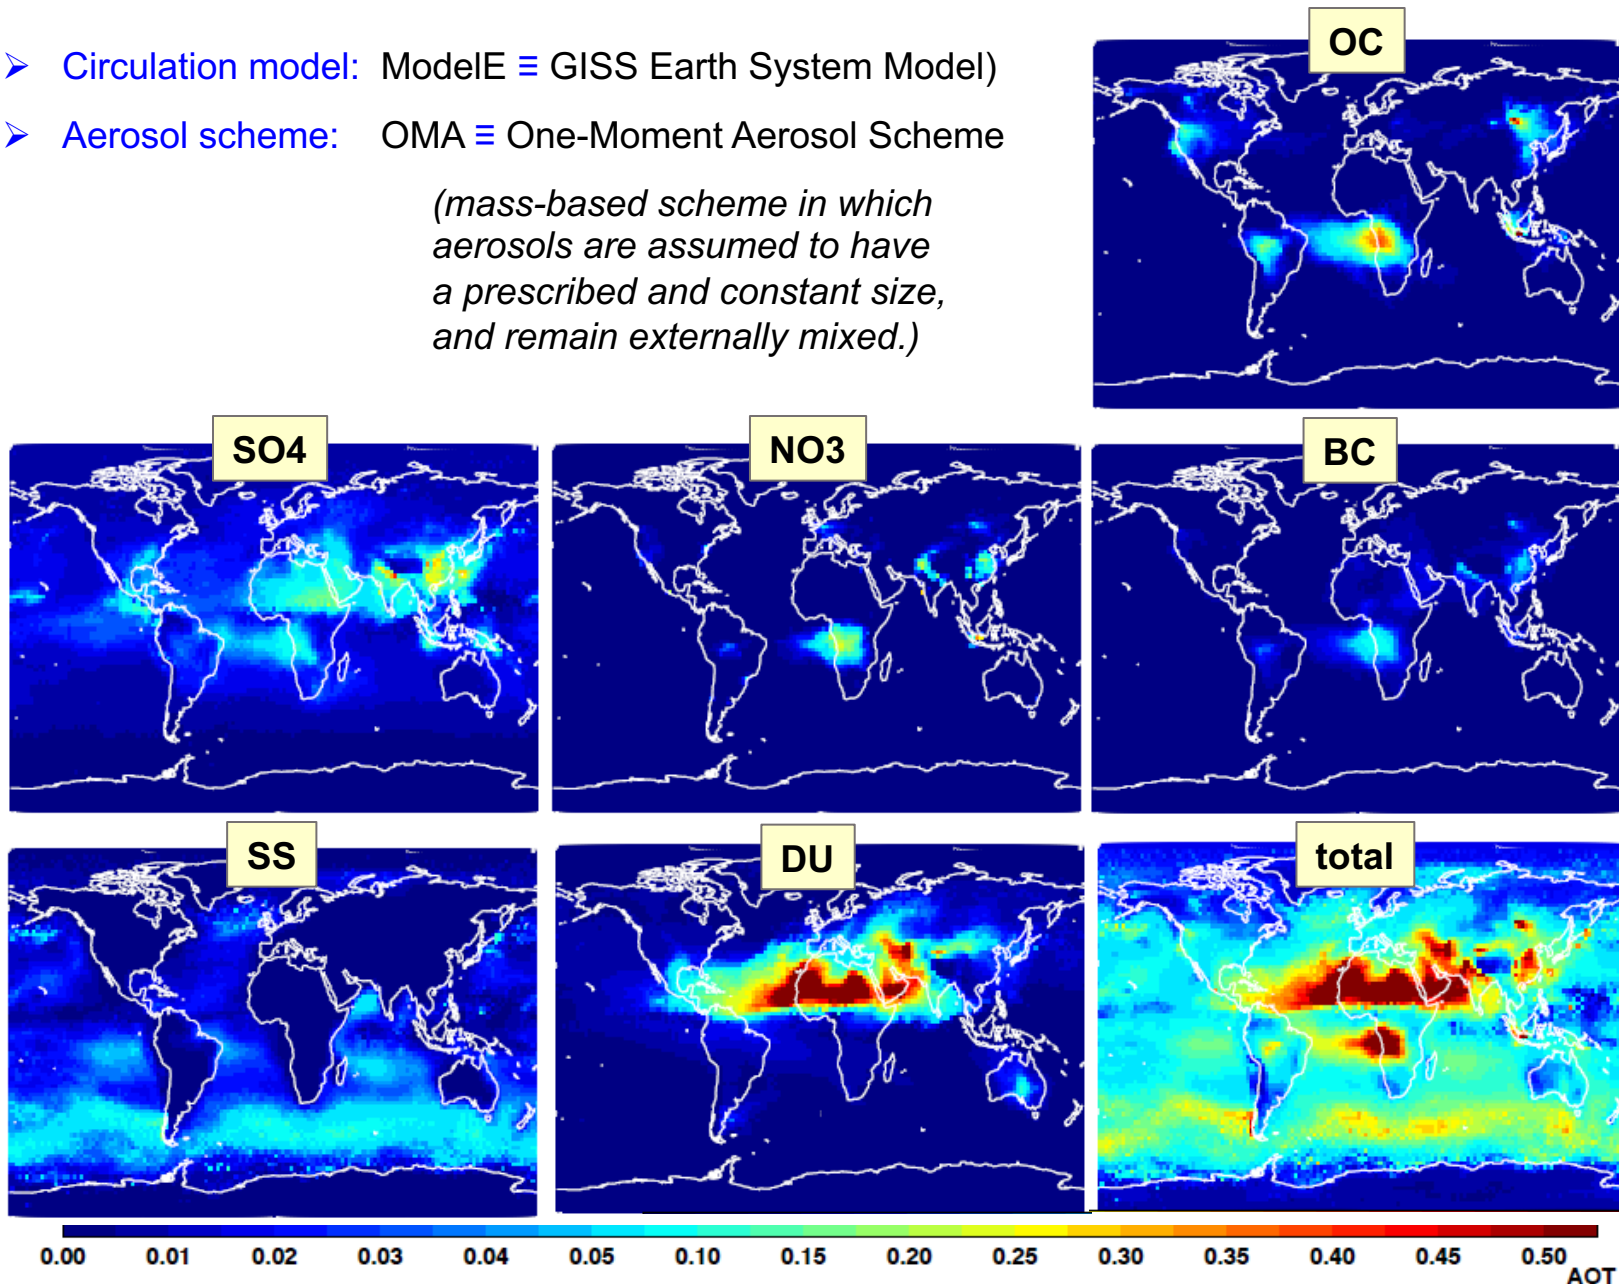 ➢ Circulation model: ModelE ≡ GISS Earth System Model)
➢ Aerosol scheme: OMA ≡ One-Moment Aerosol Scheme
(mass-based scheme in which
aerosols are assumed to have
a prescribed and constant size,
and remain externally mixed.)
OC
SO4
NO3
BC
SS
DU
total
0.00 0.01 0.02 0.03 0.04 0.05 0.10 0.15 0.20 0.25 0.30 0.35 0.40 0.45 0.50
AOT